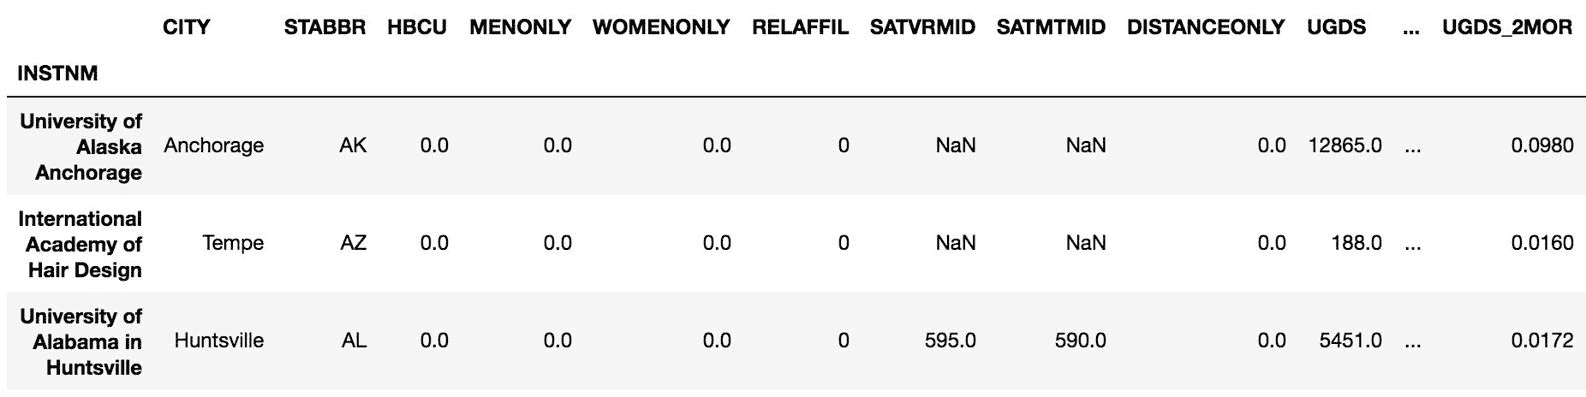 CITY STABBR HBCU MENONLY WOMENONLY RELAFFIL SATVRMID SATMTMID DISTANCEONLY UGDS ... UGDS_2MOR
INSTNM
University of
Alaska
Anchorage
Anchorage AK 0.0 0.0 0.0 0 NaN NaN 0.0 12865.0 ... 0.0980
International
Academy of
Hair Design
Tempe AZ 0.0 0.0 0.0 0 NaN NaN 0.0 188.0 ... 0.0160
University of
Alabama in
Huntsville
Huntsville AL 0.0 0.0 0.0 0 595.0 590.0 0.0 5451.0 ... 0.0172